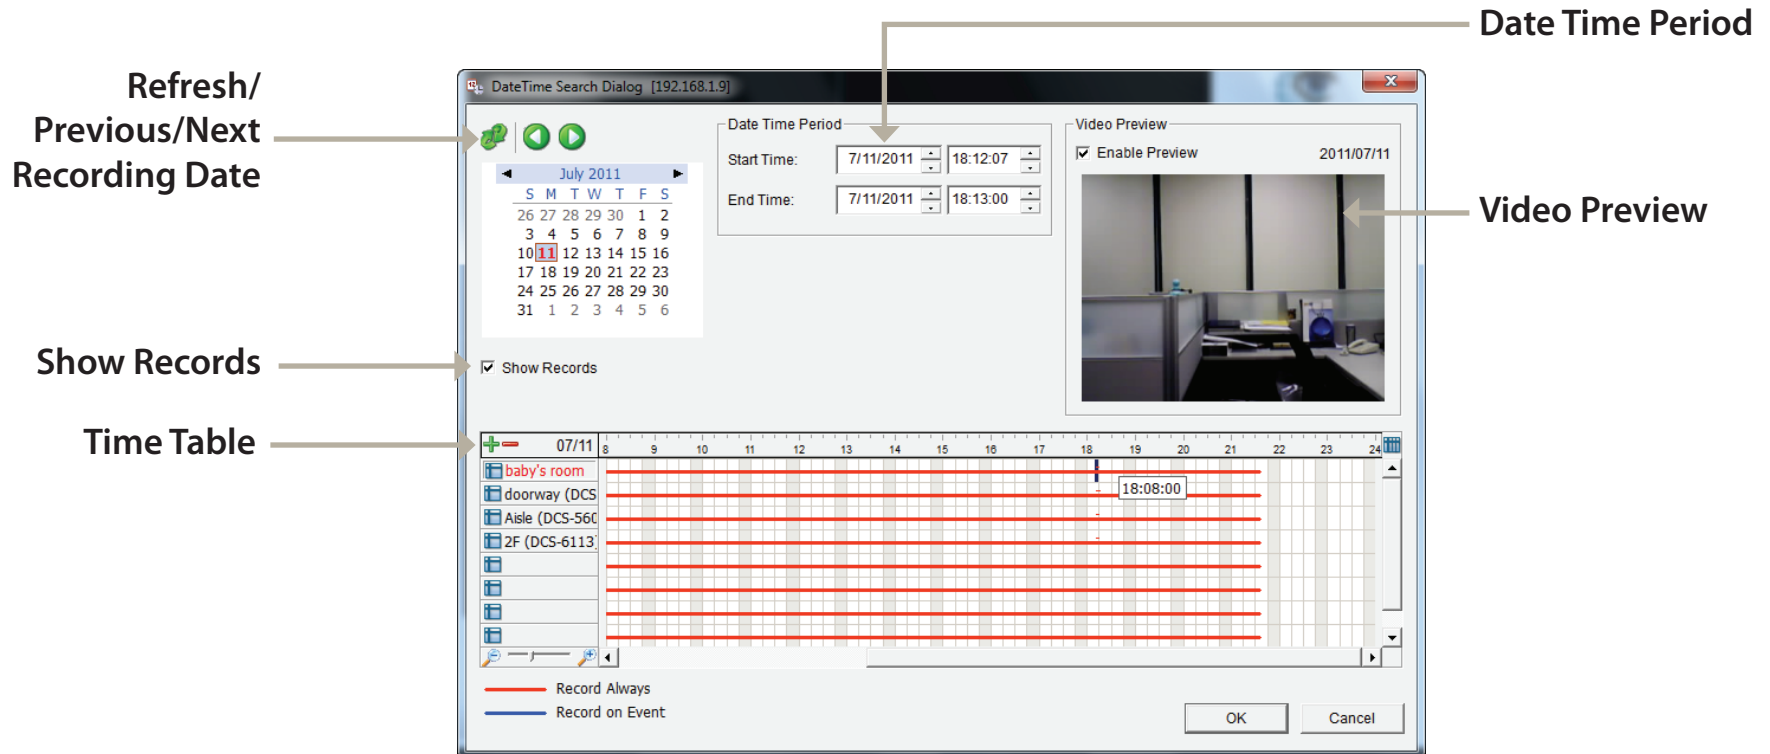 Date Time Period
Refresh/
Previous/Next
Recording Date
DateTime Search Dialog [192.168.1.9]
Date Time Period
Start Time: 7/11/2011 18:12:07
End Time: 7/11/2011 18:13:00
Video Preview
Enable Preview 2011/07/11
Video Preview
July 2011
S M T W T F S
26 27 28 29 30 1 2
3 4 5 6 7 8 9
10 11 12 13 14 15 16
17 18 19 20 21 22 23
24 25 26 27 28 29 30
31 1 2 3 4 5 6
Show Records
Show Records
Time Table
07/11 8 9 10 11 12 13 14 15 16 17 18 19 20 21 22 23 24
baby's room
doorway (DCS
18:08:00
Aisle (DCS-560
2F (DCS-6113)
Record Always
Record on Event
OK Cancel